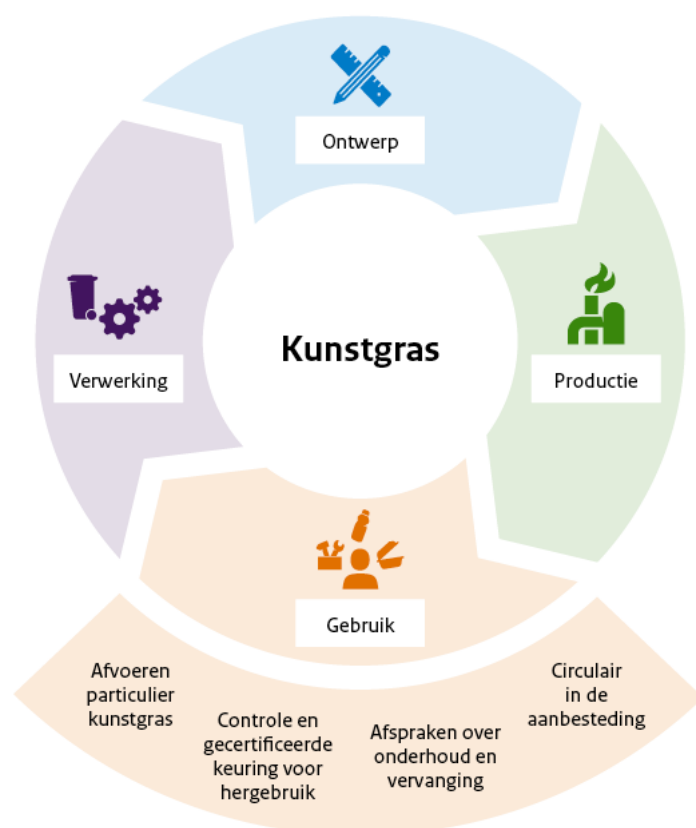 Ontwerp
Kunstgras
Verwerking
Productie
Gebruik
Afvoeren
particulier
kunstgras
Controle en
gecertificeerde
keuring voor
hergebruik
Afspraken over
onderhoud en
vervanging
Circulair
in de
aanbesteding